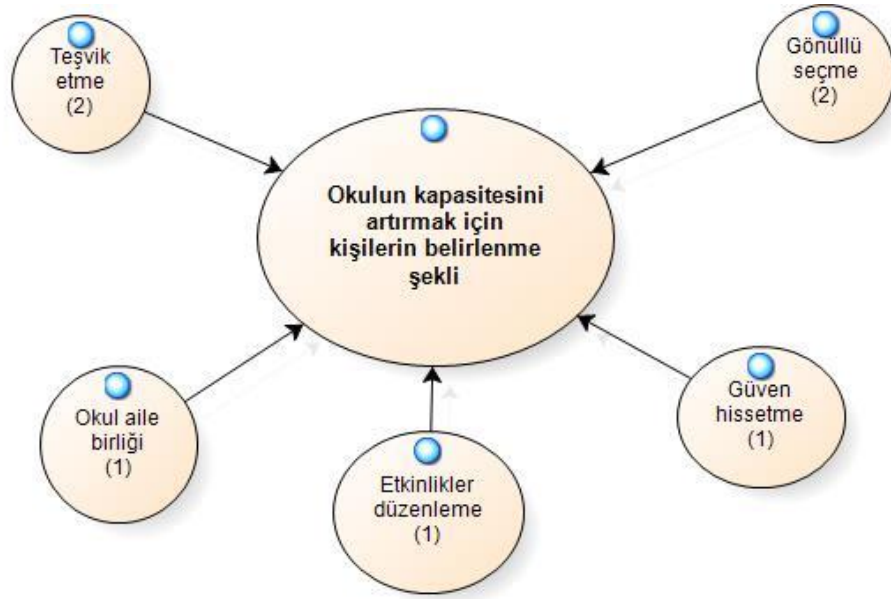 Teşvik
etme
(2)
Gönüllü
seçme
(2)
Okulun kapasitesini
artırmak için
kişilerin belirlenme
şekli
Okul aile
birliği
(1)
Etkinlikler
düzenleme
(1)
Güven
hissetme
(1)